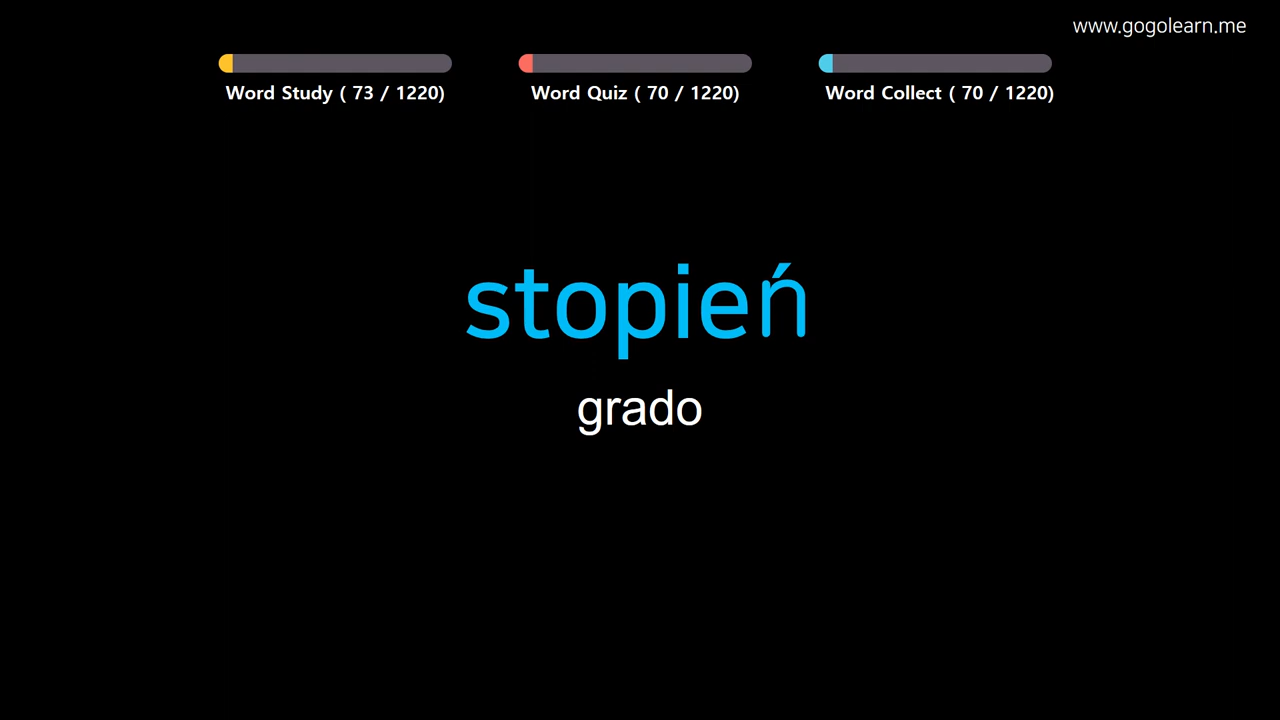 www.gogolearn.me
Word Study ( 73 / 1220)
Word Quiz ( 70 / 1220)
Word Collect ( 70 / 1220)
stopień
grado